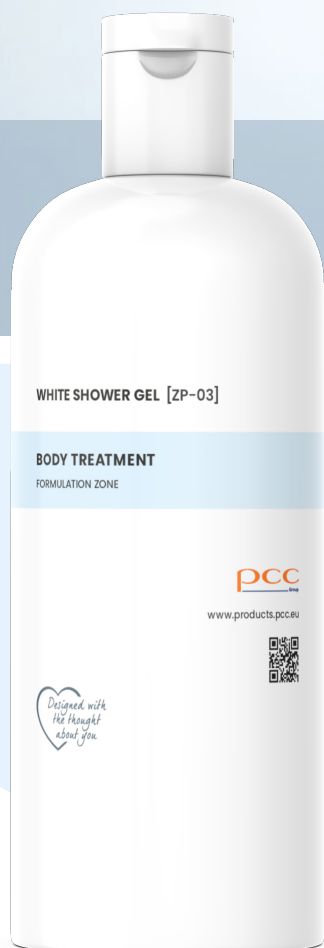 WHITE SHOWER GEL [ZP-03]
BODY TREATMENT
FORMULATION ZONE
pcc
Group
www.products.pcc.eu
Designed with
the thought
about you